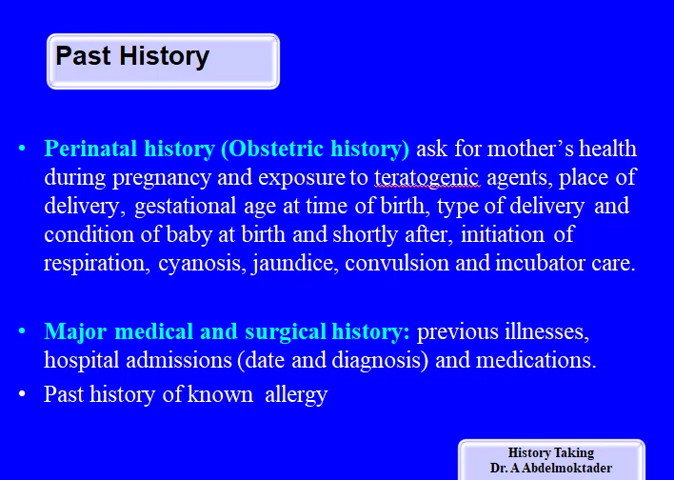 Past History
• Perinatal history (Obstetric history) ask for mother’s health
during pregnancy and exposure to teratogenic agents, place of
delivery, gestational age at time of birth, type of delivery and
condition of baby at birth and shortly after, initiation of
respiration, cyanosis, jaundice, convulsion and incubator care.
• Major medical and surgical history: previous illnesses,
hospital admissions (date and diagnosis) and medications.
• Past history of known allergy
History Taking
Dr. A Abdelmoktader